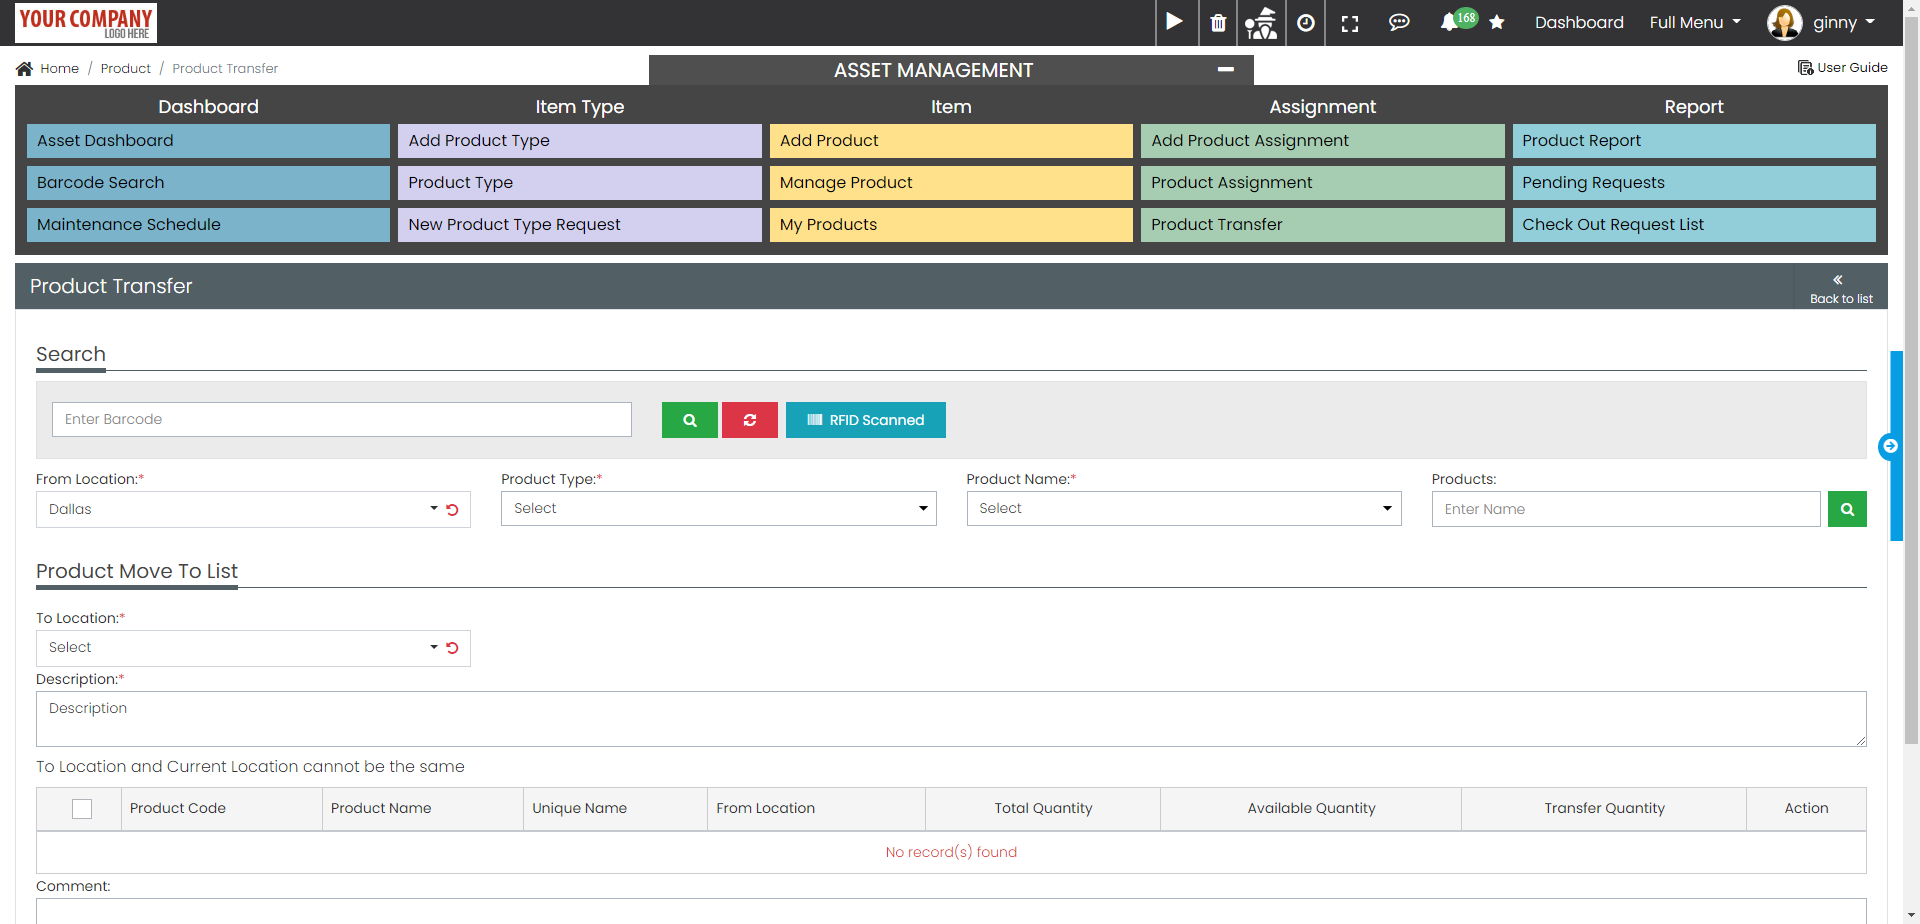 YOUR COMPANY
LOGO HERE
168
Dashboard
Full Menu
ginny
Home / Product / Product Transfer
ASSET MANAGEMENT
User Guide
Dashboard
Item Type
Item
Assignment
Report
Asset Dashboard
Add Product Type
Add Product
Add Product Assignment
Product Report
Barcode Search
Product Type
Manage Product
Product Assignment
Pending Requests
Maintenance Schedule
New Product Type Request
My Products
Product Transfer
Check Out Request List
Product Transfer
Back to list
Search
Enter Barcode
RFID Scanned
From Location:*
Product Type:*
Product Name:*
Products:
Dallas
Select
Select
Enter Name
Product Move To List
To Location:*
Select
Description:*
Description
To Location and Current Location cannot be the same
Product Code
Product Name
Unique Name
From Location
Total Quantity
Available Quantity
Transfer Quantity
Action
No record(s) found
Comment: